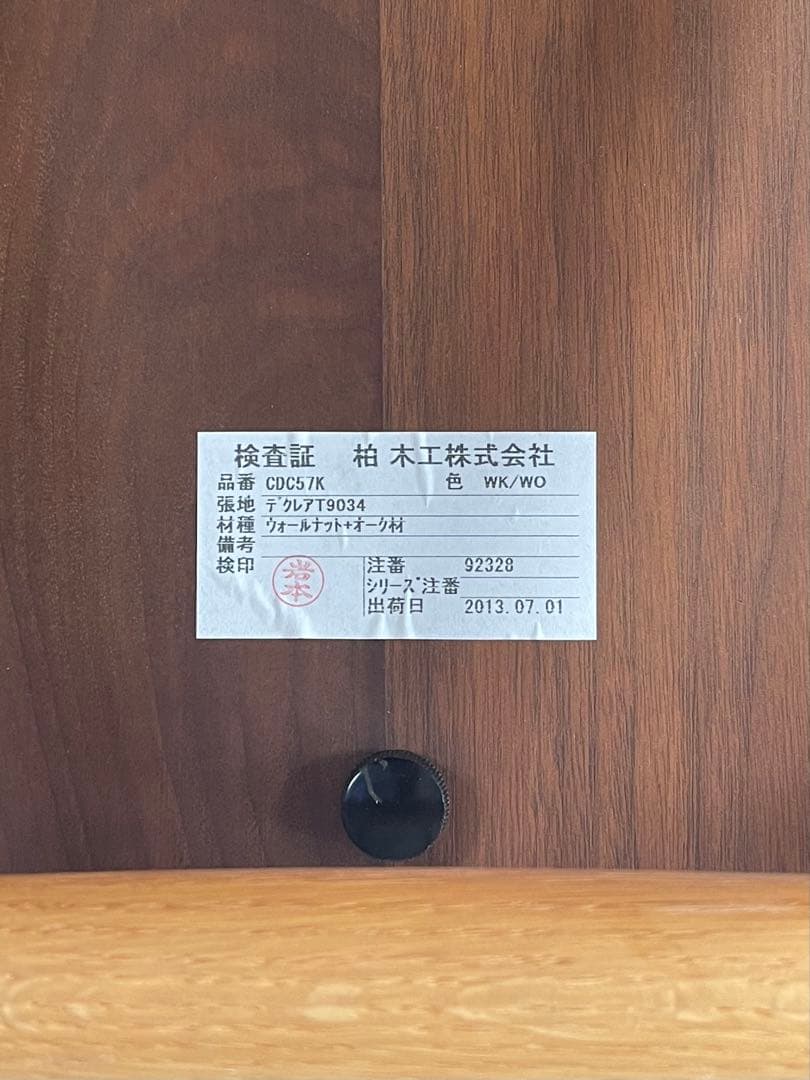 検査証 柏木工株式会社
品番 CDC57K 色 WK/WO
張地 ﾃﾞｸﾚｱT9034
材種 ｳｫｰﾙﾅｯﾄ+ｵｰｸ材
備考
検印 岩本 注番 92328
ｼﾘｰｽﾞ注番
出荷日 2013.07.01